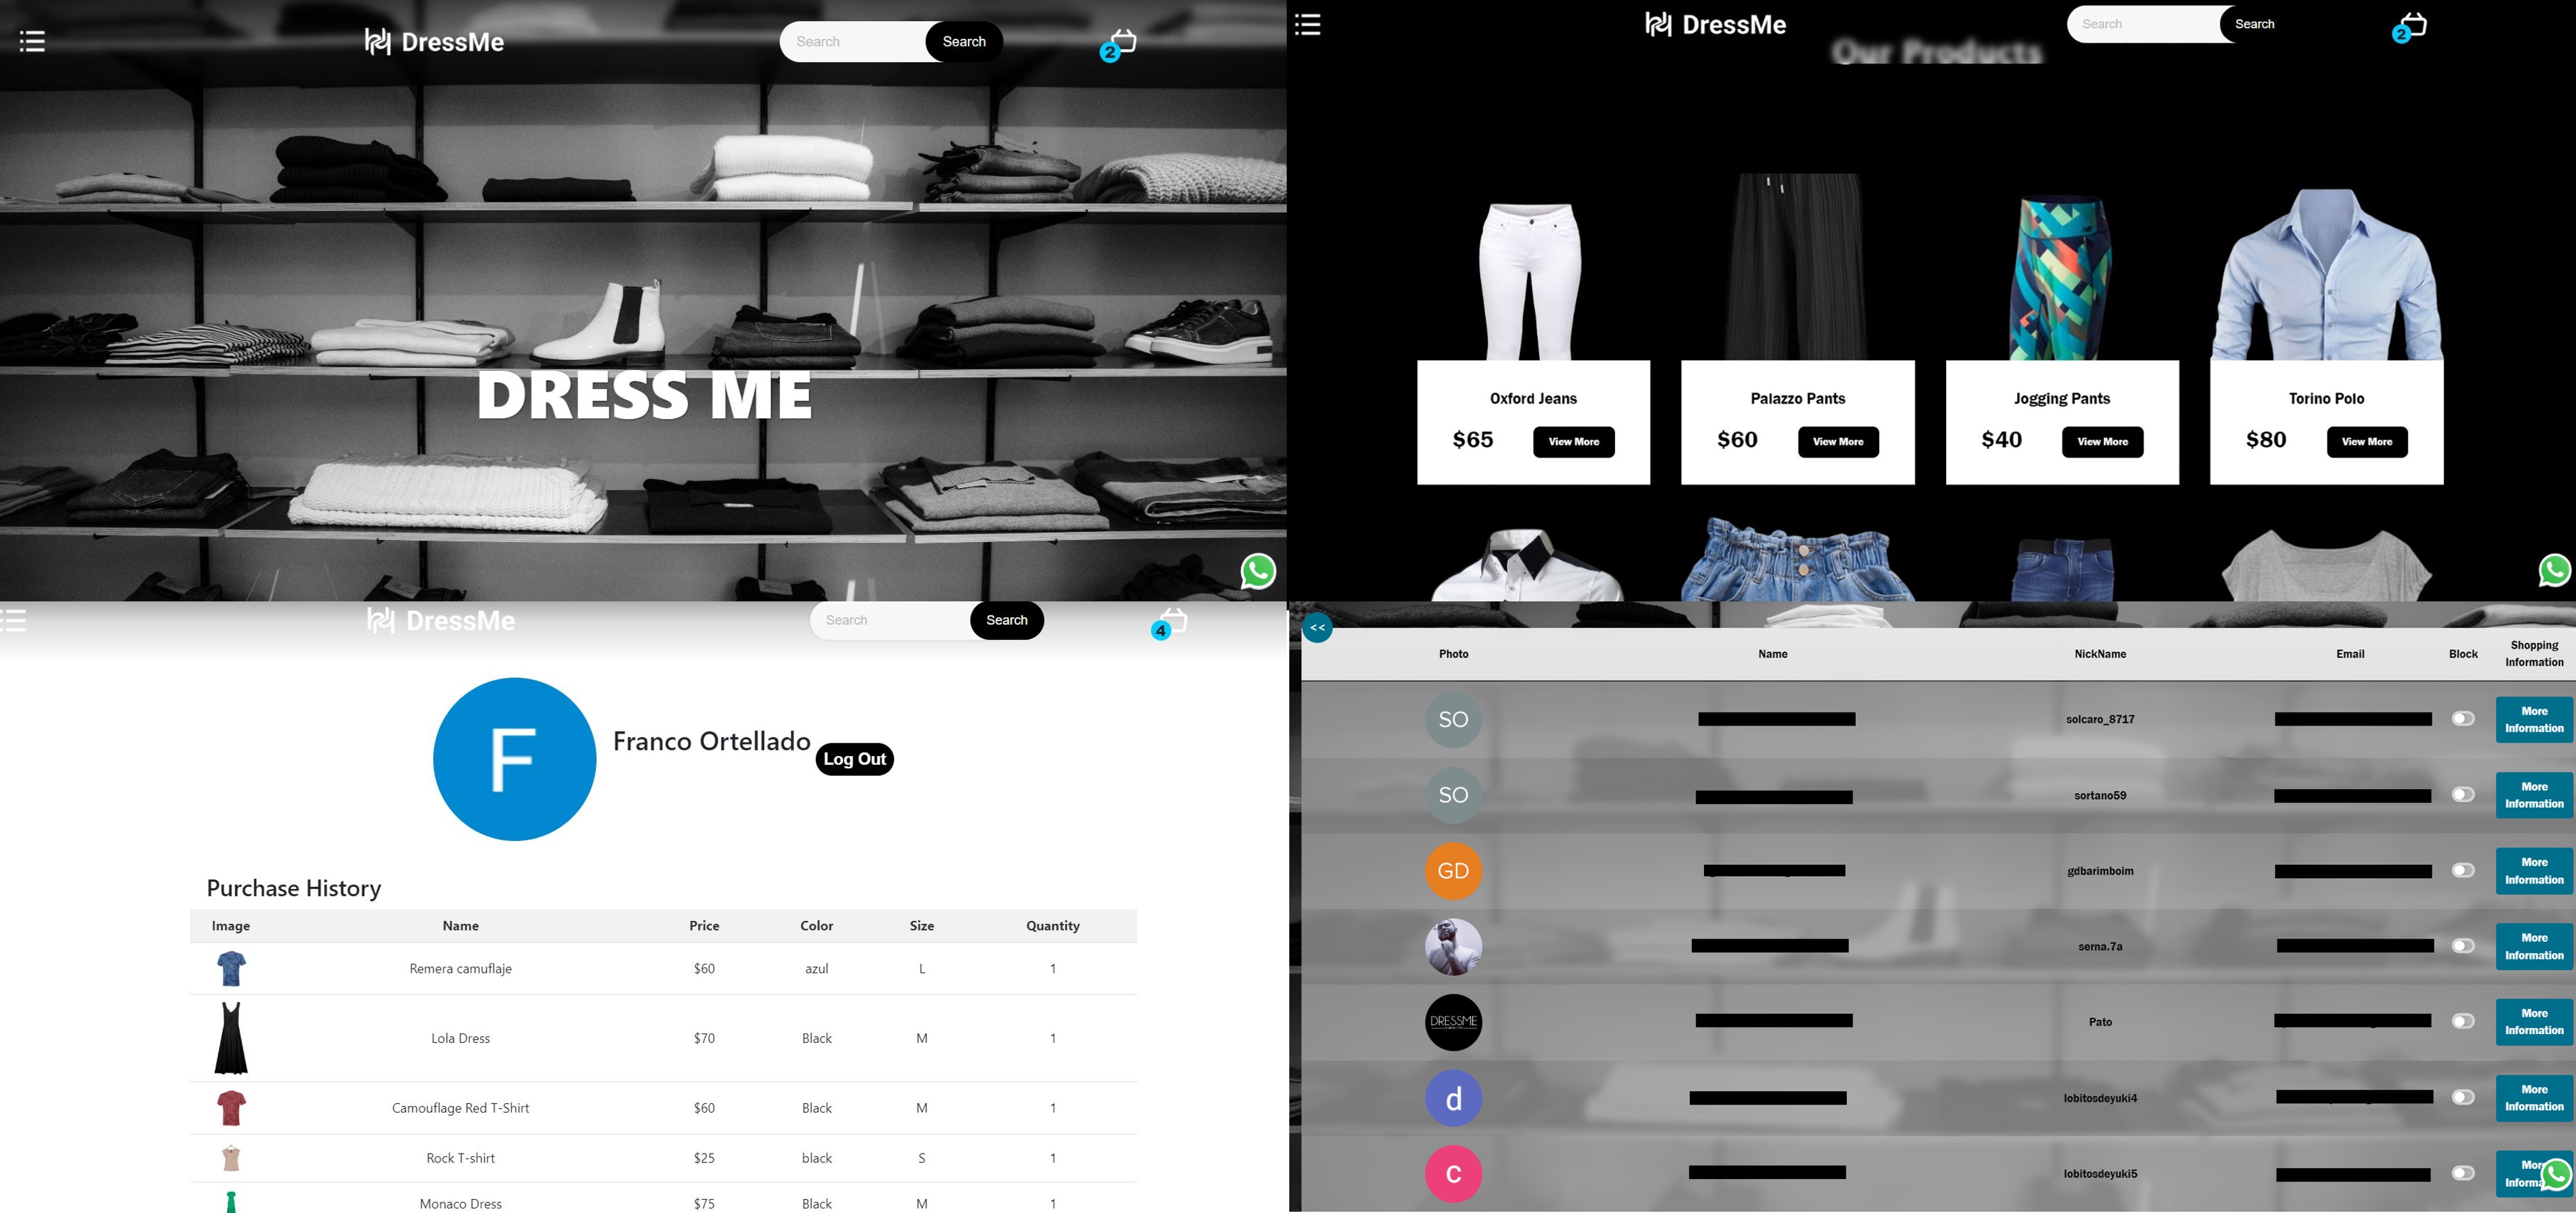 DressMe
Search
Search
2
DRESS ME
DressMe
Search
Search
2
Our Products
Oxford Jeans
$65
View More
Palazzo Pants
$60
View More
Jogging Pants
$40
View More
Torino Polo
$80
View More
DressMe
Search
Search
4
F
Franco Ortellado
Log Out
Purchase History
Image Name Price Color Size Quantity
Remera camuflaje $60 azul L 1
Lola Dress $70 Black M 1
Camouflage Red T-Shirt $60 Black M 1
Rock T-shirt $25 black S 1
Monaco Dress $75 Black M 1
<<
Photo Name NickName Email Block Shopping
Information
SO solcaro_8717 More
Information
SO sortano59 More
Information
GD gdbarimboim More
Information
serna.7a More
Information
DRESSME Pato More
Information
d lobitosdeyuki4 More
Information
c lobitosdeyuki5 More
Informa